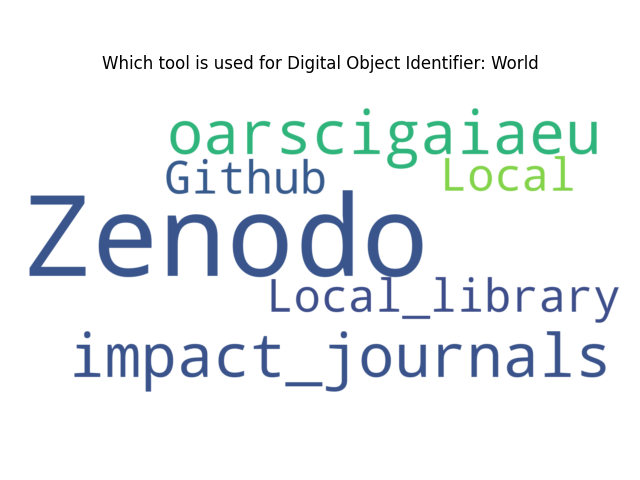 Which tool is used for Digital Object Identifier: World
oarscigaiaeu
Github Local
Zenodo
Local_library
impact_journals